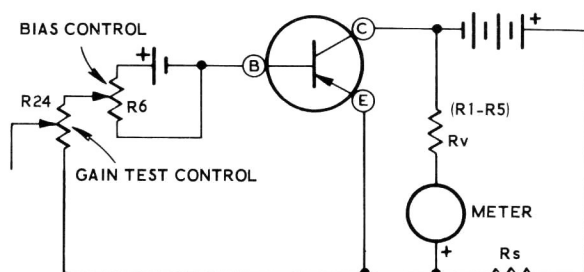 BIAS CONTROL
+
R24
R6
GAIN TEST CONTROL
B
C
E
+
(R1-R5)
Rv
METER
+
Rs